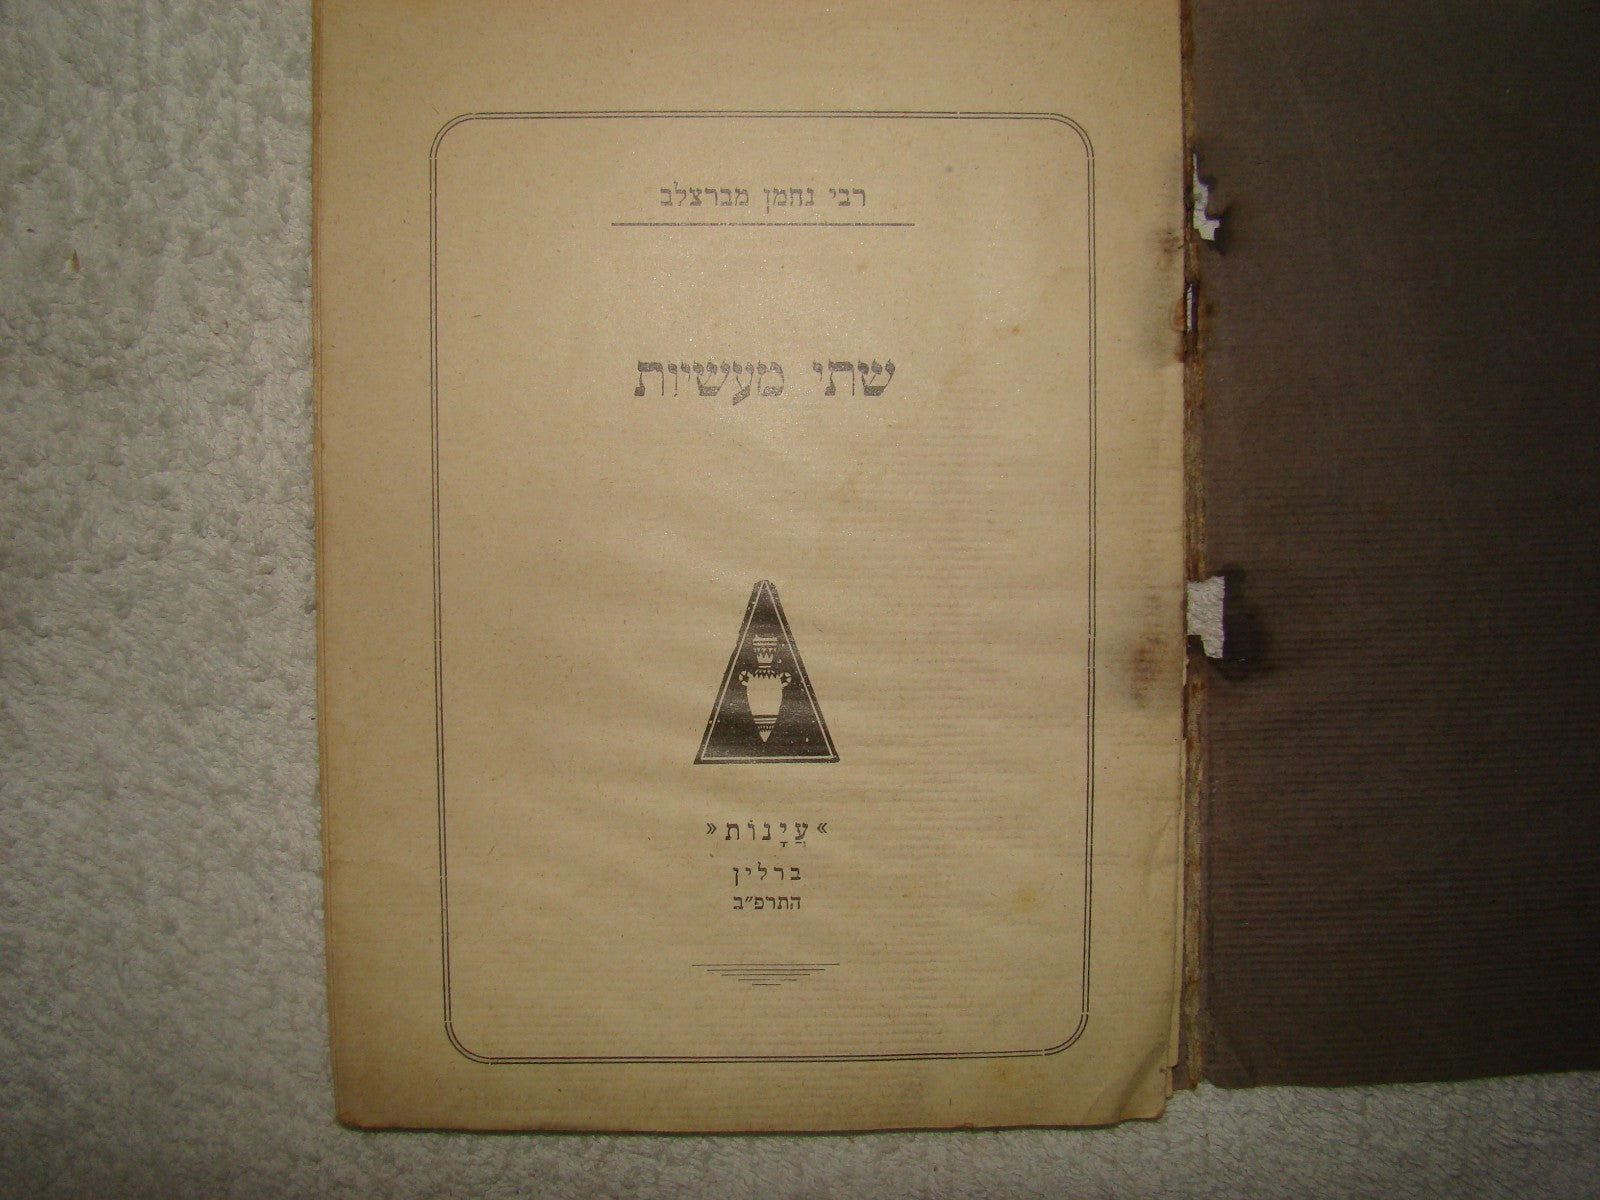 רבי נחמן מברצלב
שתי מעשיות
»עֲיָנוֹת«
ברלין
התרפ״ב